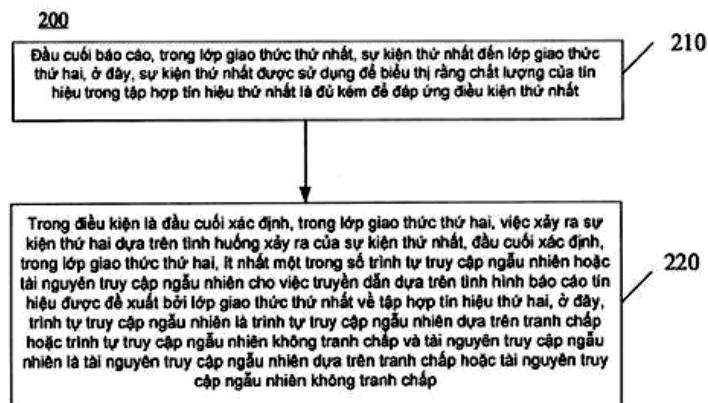 200
Đầu cuối báo cáo, trong lớp giao thức thứ nhất, sự kiện thứ nhất đến lớp giao thức
thứ hai, ở đây, sự kiện thứ nhất được sử dụng để biểu thị rằng chất lượng của tín
hiệu trong tập hợp tín hiệu thứ nhất là đủ kém để đáp ứng điều kiện thứ nhất
210
Trong điều kiện là đầu cuối xác định, trong lớp giao thức thứ hai, việc xảy ra sự
kiện thứ hai dựa trên tình huống xảy ra của sự kiện thứ nhất, đầu cuối xác định,
trong lớp giao thức thứ hai, ít nhất một trong số trình tự truy cập ngẫu nhiên hoặc
tài nguyên truy cập ngẫu nhiên cho việc truyền dẫn dựa trên tình hình báo cáo tín
hiệu được đề xuất bởi lớp giao thức thứ nhất về tập hợp tín hiệu thứ hai, ở đây,
trình tự truy cập ngẫu nhiên là trình tự truy cập ngẫu nhiên dựa trên tranh chấp
hoặc trình tự truy cập ngẫu nhiên không tranh chấp và tài nguyên truy cập ngẫu
nhiên là tài nguyên truy cập ngẫu nhiên dựa trên tranh chấp hoặc tài nguyên truy
cập ngẫu nhiên không tranh chấp
220